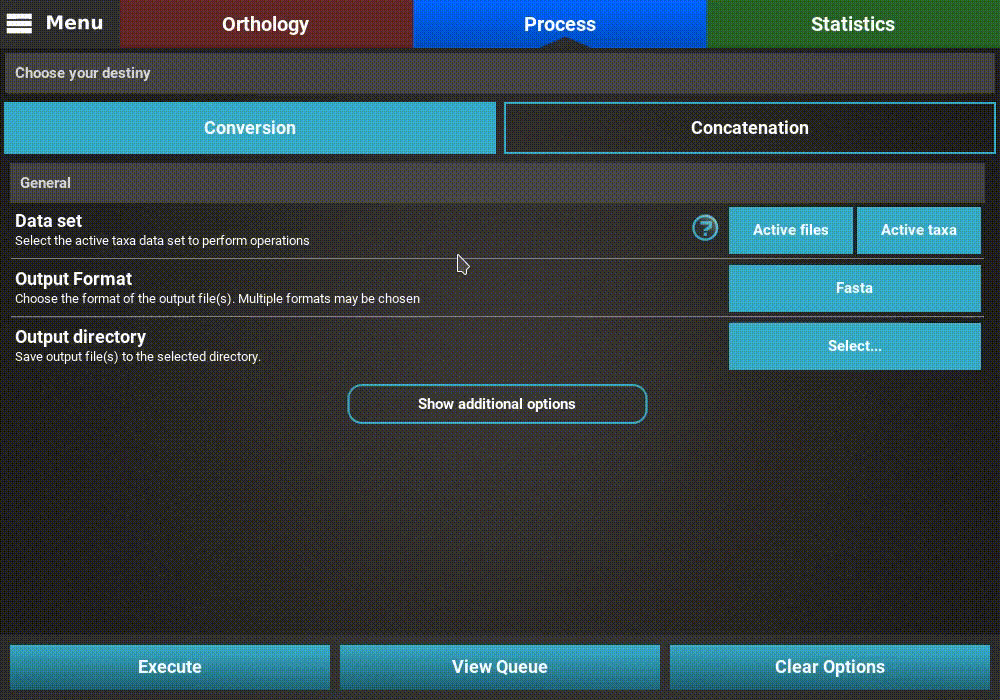 Menu
Orthology
Process
Statistics
Choose your destiny
Conversion
Concatenation
General
Data set
Select the active taxa data set to perform operations
?
Active files
Active taxa
Output Format
Choose the format of the output file(s). Multiple formats may be chosen
Fasta
Output directory
Save output file(s) to the selected directory.
Select...
Show additional options
Execute
View Queue
Clear Options